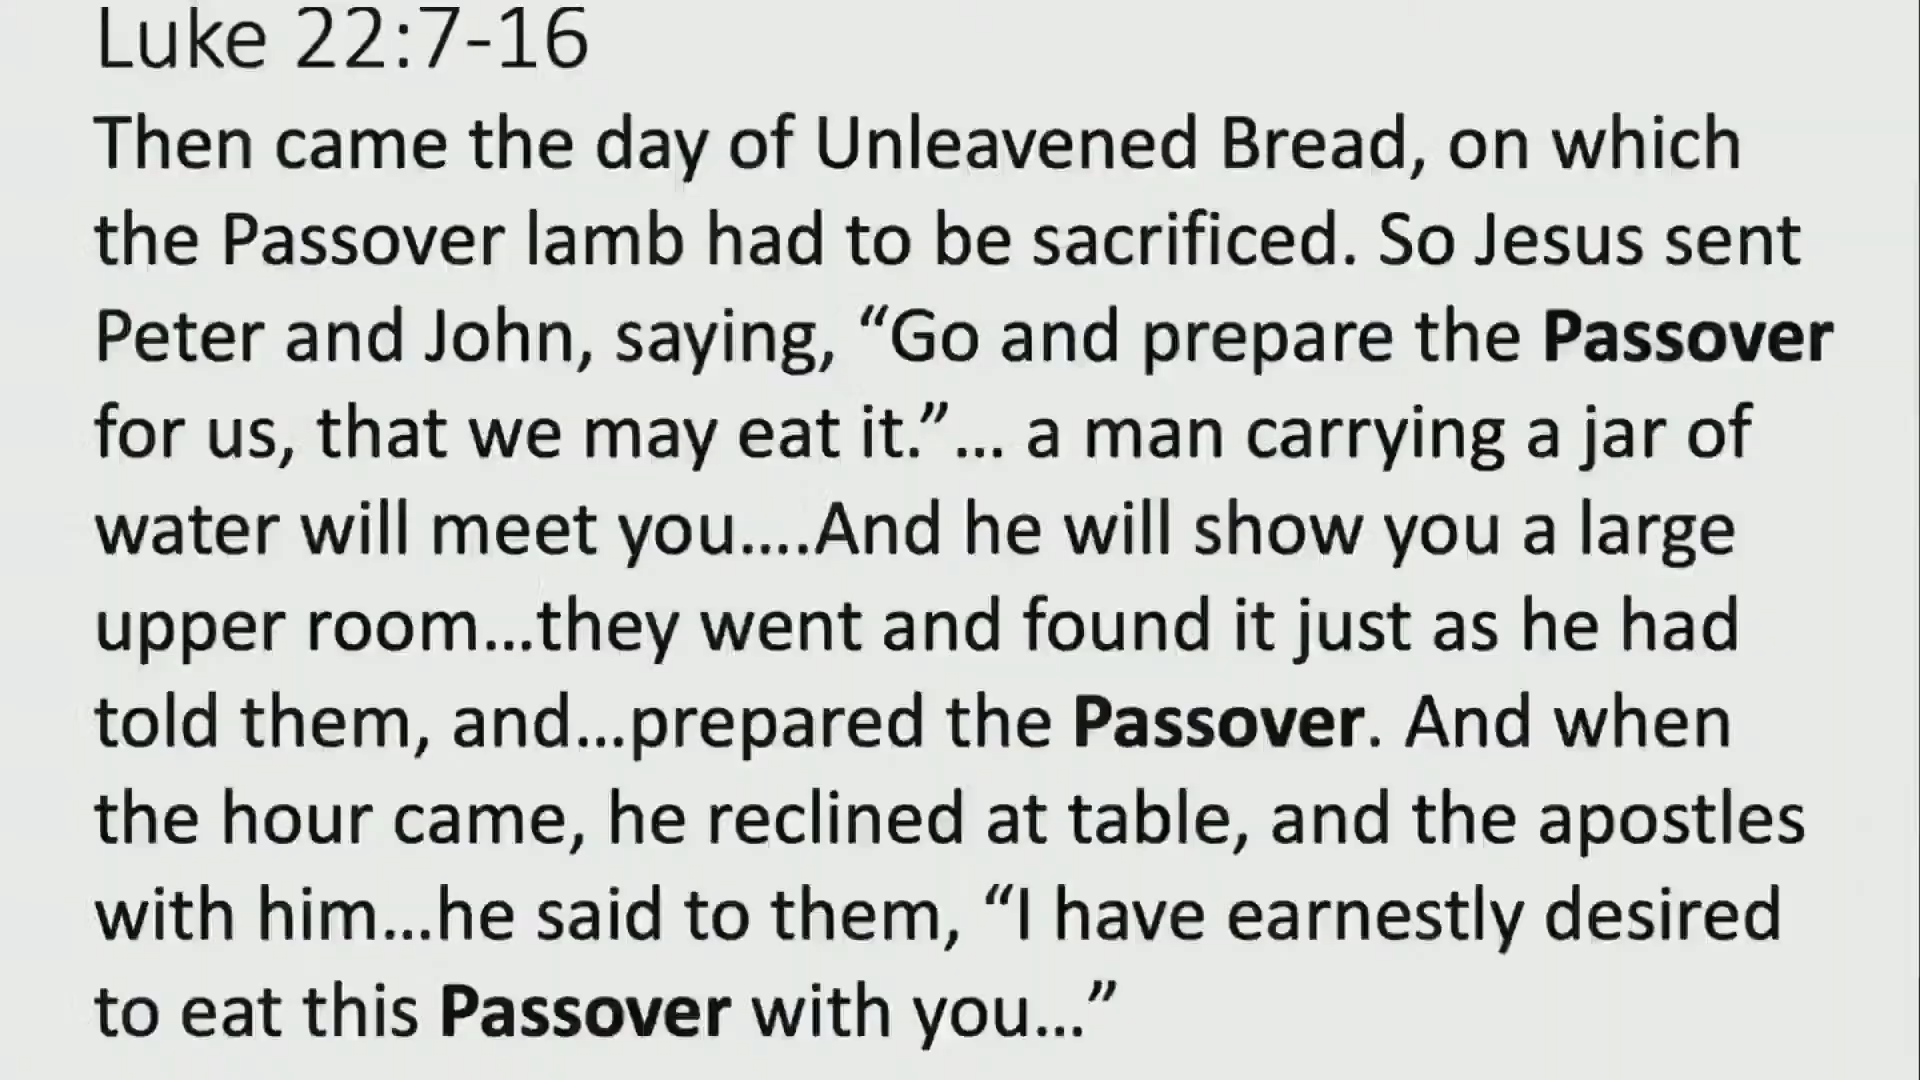 Luke 22:7-16
Then came the day of Unleavened Bread, on which
the Passover lamb had to be sacrificed. So Jesus sent
Peter and John, saying, “Go and prepare the Passover
for us, that we may eat it.”... a man carrying a jar of
water will meet you....And he will show you a large
upper room...they went and found it just as he had
told them, and...prepared the Passover. And when
the hour came, he reclined at table, and the apostles
with him...he said to them, “I have earnestly desired
to eat this Passover with you...”